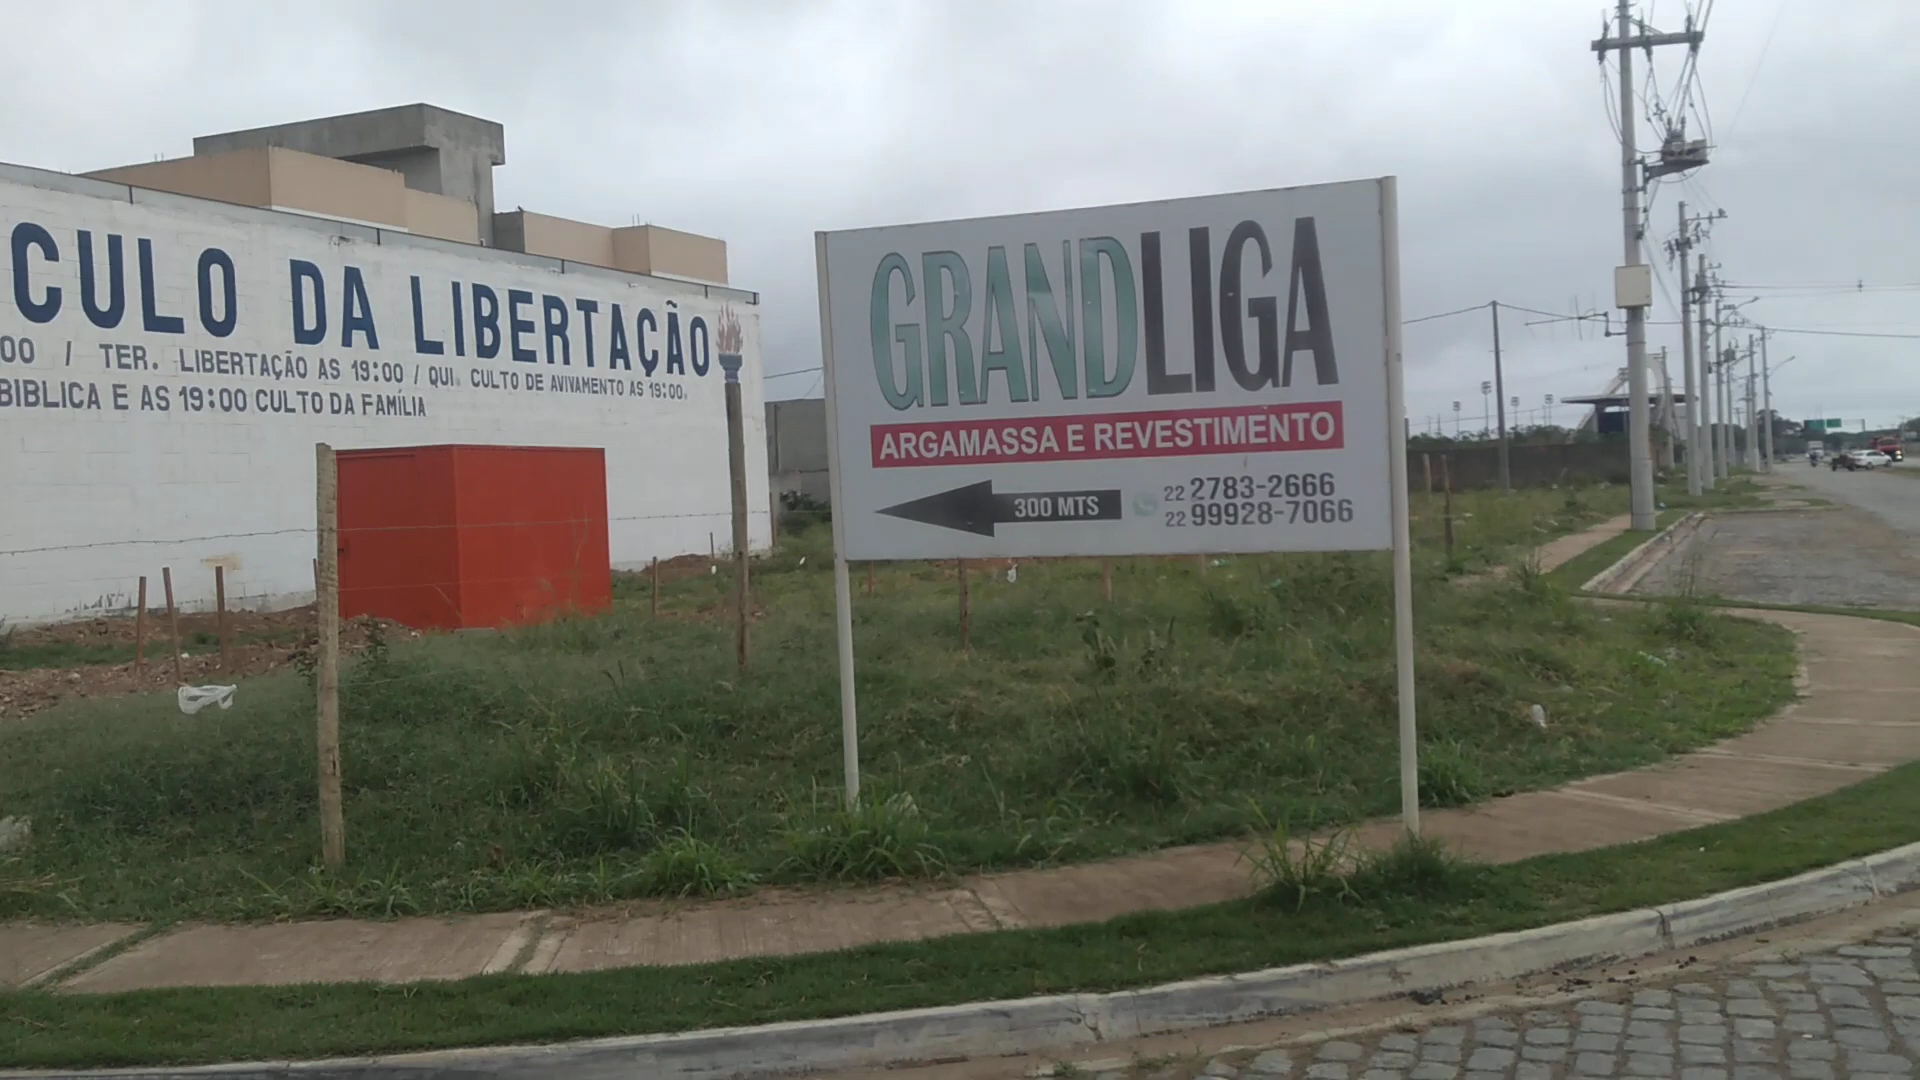 CULO DA LIBERTAÇÃO
00 / TER. LIBERTAÇÃO AS 19:00 / QUI. CULTO DE AVIVAMENTO AS 19:00.
BIBLICA E AS 19:00 CULTO DA FAMÍLIA
GRANDLIGA
ARGAMASSA E REVESTIMENTO
300 MTS
22 2783-2666
22 99928-7066